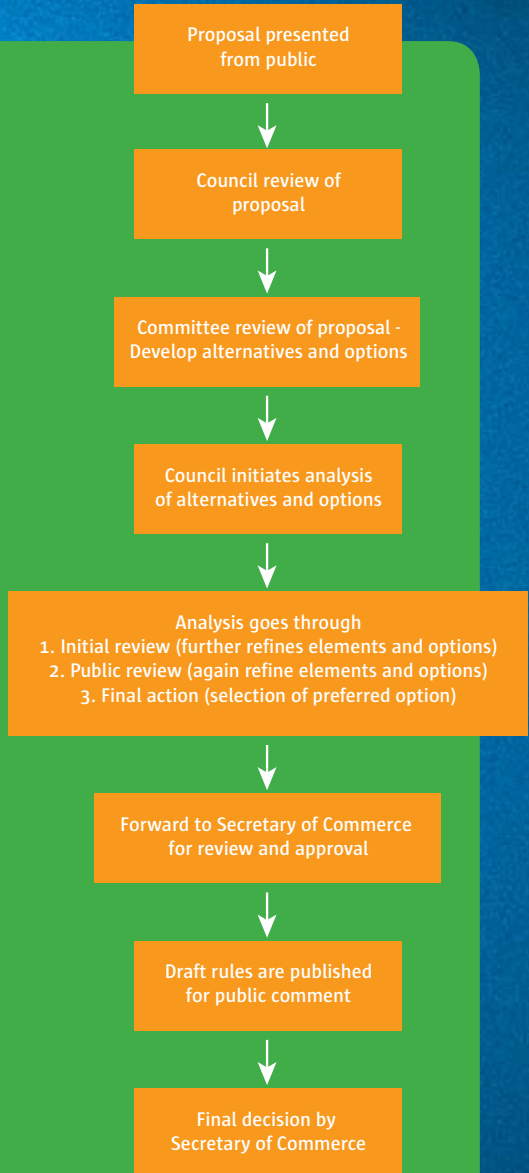 Proposal presented
from public
Council review of
proposal
Committee review of proposal -
Develop alternatives and options
Council initiates analysis
of alternatives and options
Analysis goes through
1. Initial review (further refines elements and options)
2. Public review (again refine elements and options)
3. Final action (selection of preferred option)
Forward to Secretary of Commerce
for review and approval
Draft rules are published
for public comment
Final decision by
Secretary of Commerce